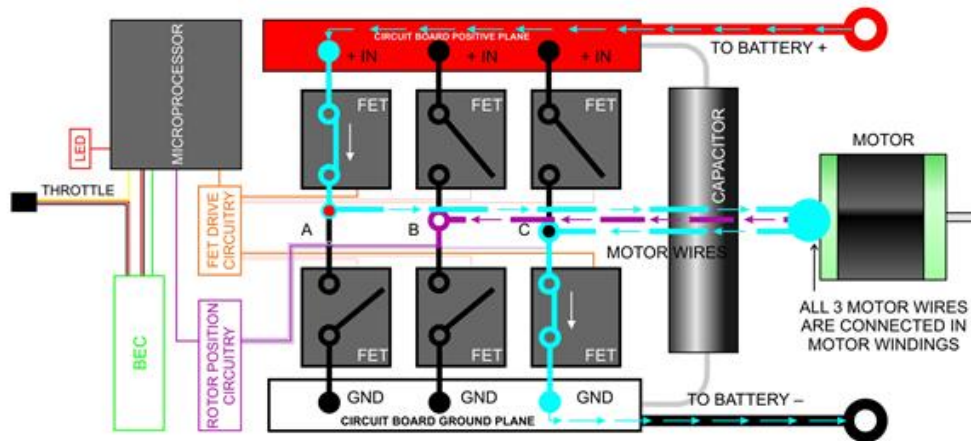 CIRCUIT BOARD POSITIVE PLANE
TO BATTERY +
+ IN
+ IN
+ IN
FET
FET
FET
MICROPROCESSOR
LED
THROTTLE
FET DRIVE
CIRCUITRY
A
B
C
CAPACITOR
MOTOR
MOTOR WIRES
ALL 3 MOTOR WIRES
ARE CONNECTED IN
MOTOR WINDINGS
BEC
ROTOR POSITION
CIRCUITRY
FET
FET
FET
GND
GND
GND
TO BATTERY –
CIRCUIT BOARD GROUND PLANE